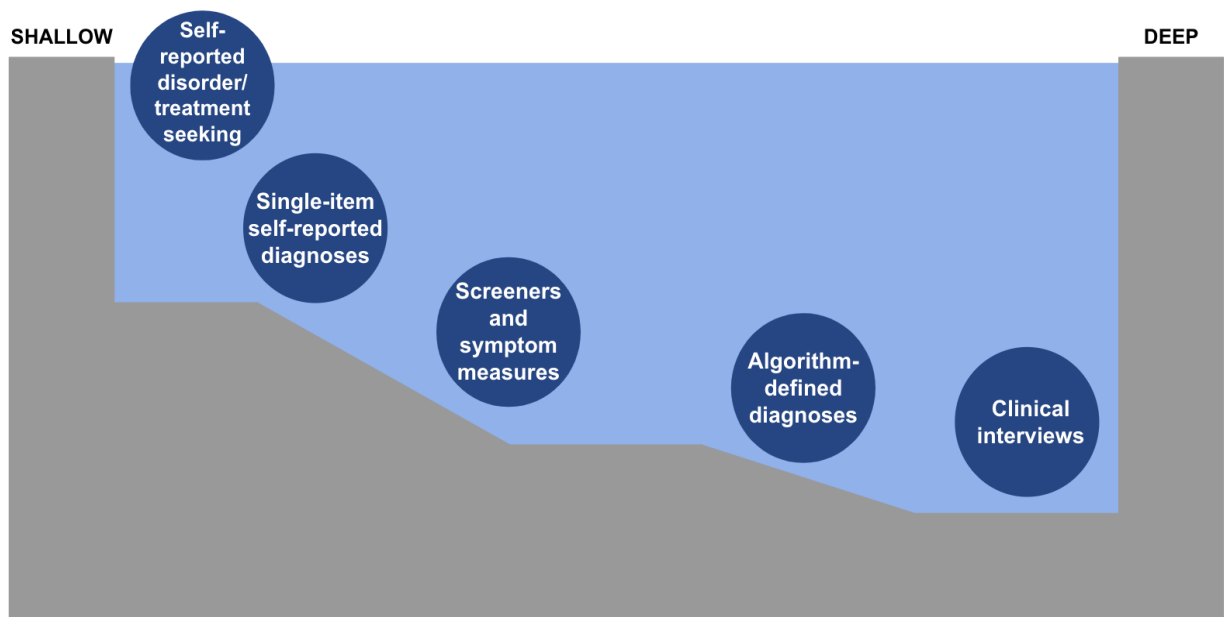 SHALLOW
DEEP
Self-
reported
disorder/
treatment
seeking
Single-item
self-reported
diagnoses
Screeners
and
symptom
measures
Algorithm-
defined
diagnoses
Clinical
interviews